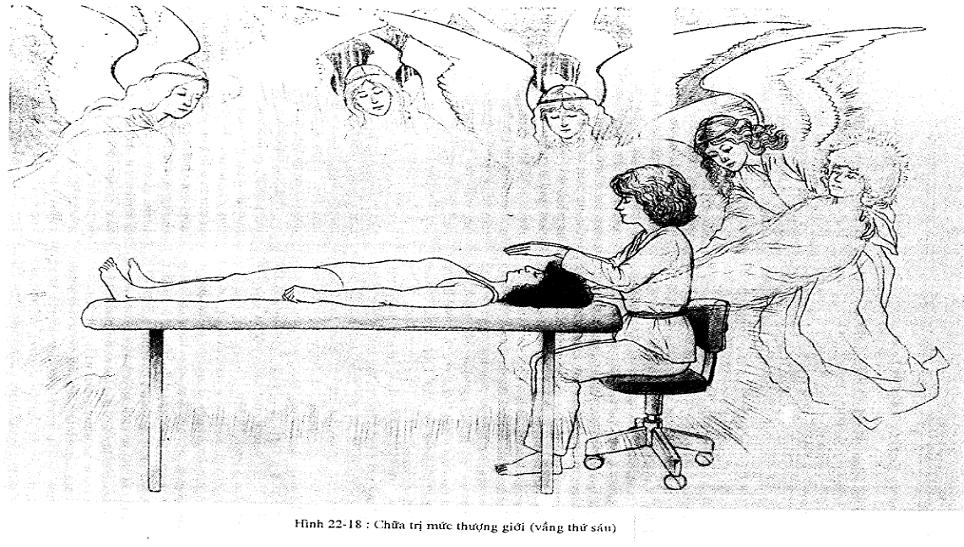 Hình 22-18 : Chữa trị mức thượng giới (vầng thứ sáu)